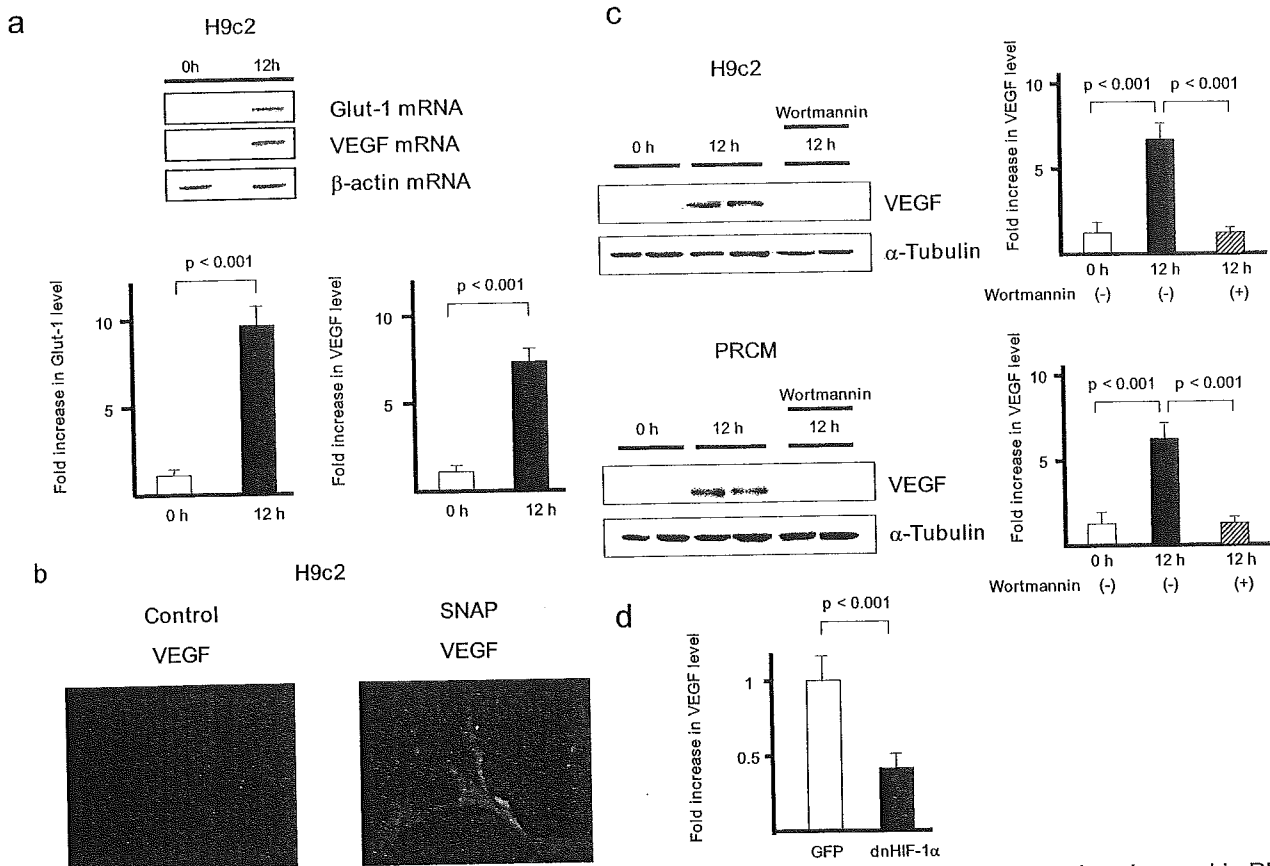 a
H9c2
0h 12h
Glut-1 mRNA
VEGF mRNA
β-actin mRNA
Fold increase in Glut-1 level
10
5
p < 0.001
0 h 12 h
Fold increase in VEGF level
10
5
p < 0.001
0 h 12 h
b
H9c2
Control
VEGF
SNAP
VEGF
c
H9c2
Wortmannin
0 h 12 h 12 h
VEGF
α-Tubulin
Fold increase in VEGF level
10
5
p < 0.001 p < 0.001
0 h 12 h 12 h
Wortmannin (-) (-) (+)
PRCM
Wortmannin
0 h 12 h 12 h
VEGF
α-Tubulin
Fold increase in VEGF level
10
5
p < 0.001 p < 0.001
0 h 12 h 12 h
Wortmannin (-) (-) (+)
d
Fold increase in VEGF level
1
0.5
p < 0.001
GFP dnHIF-1α